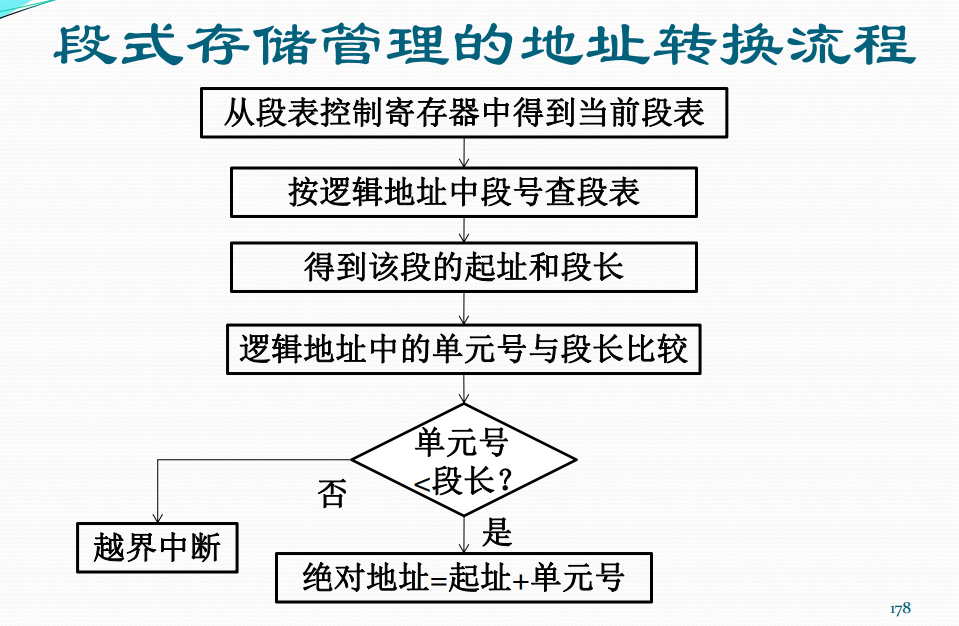 段式存储管理的地址转换流程
从段表控制寄存器中得到当前段表
按逻辑地址中段号查段表
得到该段的起址和段长
逻辑地址中的单元号与段长比较
单元号
<段长?
否
是
越界中断
绝对地址=起址+单元号
178